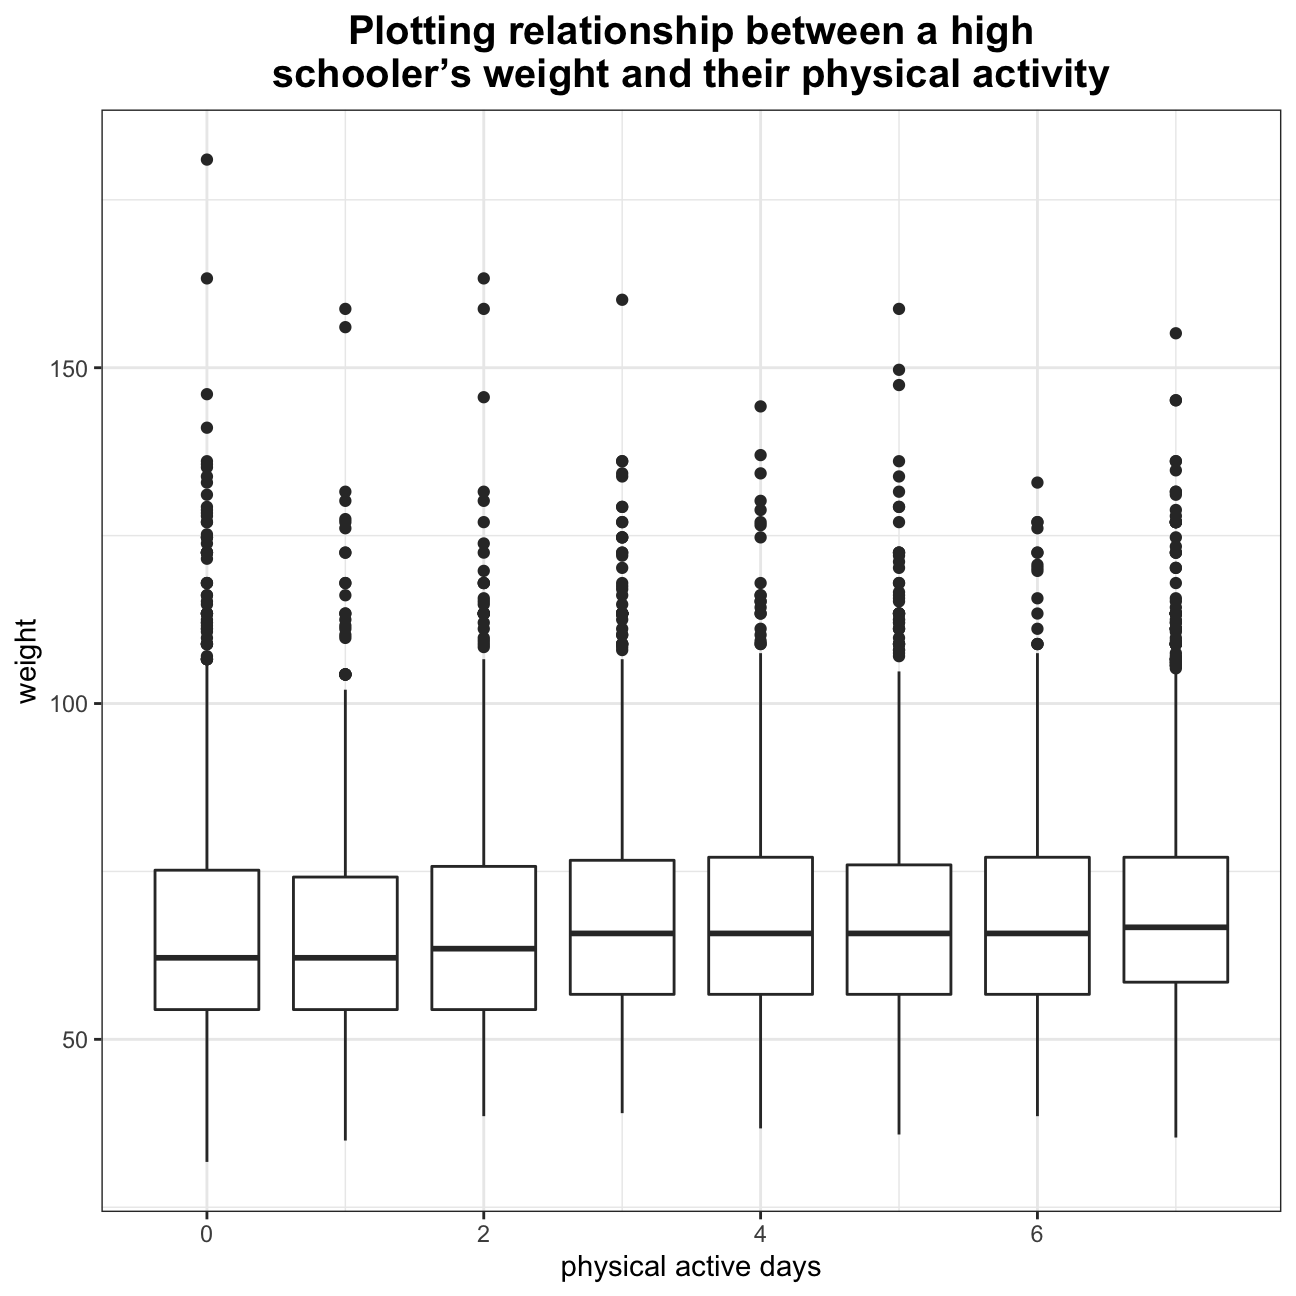 Plotting relationship between a high
schooler’s weight and their physical activity
weight
150
100
50
0 2 4 6
physical active days